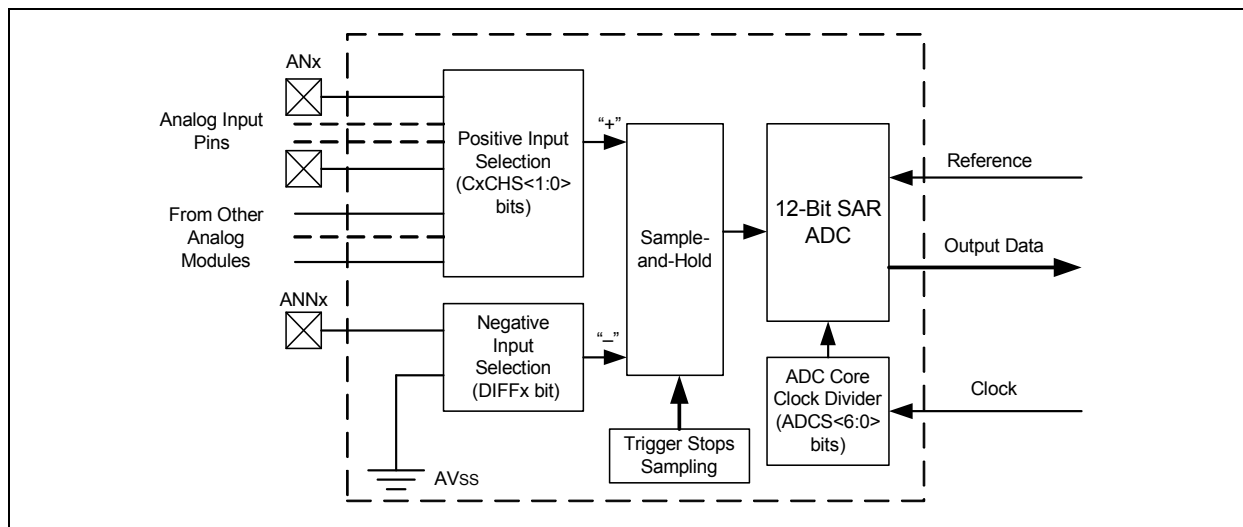 ANx
Analog Input
Pins
From Other
Analog
Modules
ANNx
Positive Input
Selection
(CxCHS<1:0>
bits)
“+”
Negative
Input
Selection
(DIFFx bit)
“–”
AVSS
Sample-
and-Hold
Trigger Stops
Sampling
12-Bit SAR
ADC
ADC Core
Clock Divider
(ADCS<6:0>
bits)
Reference
Output Data
Clock